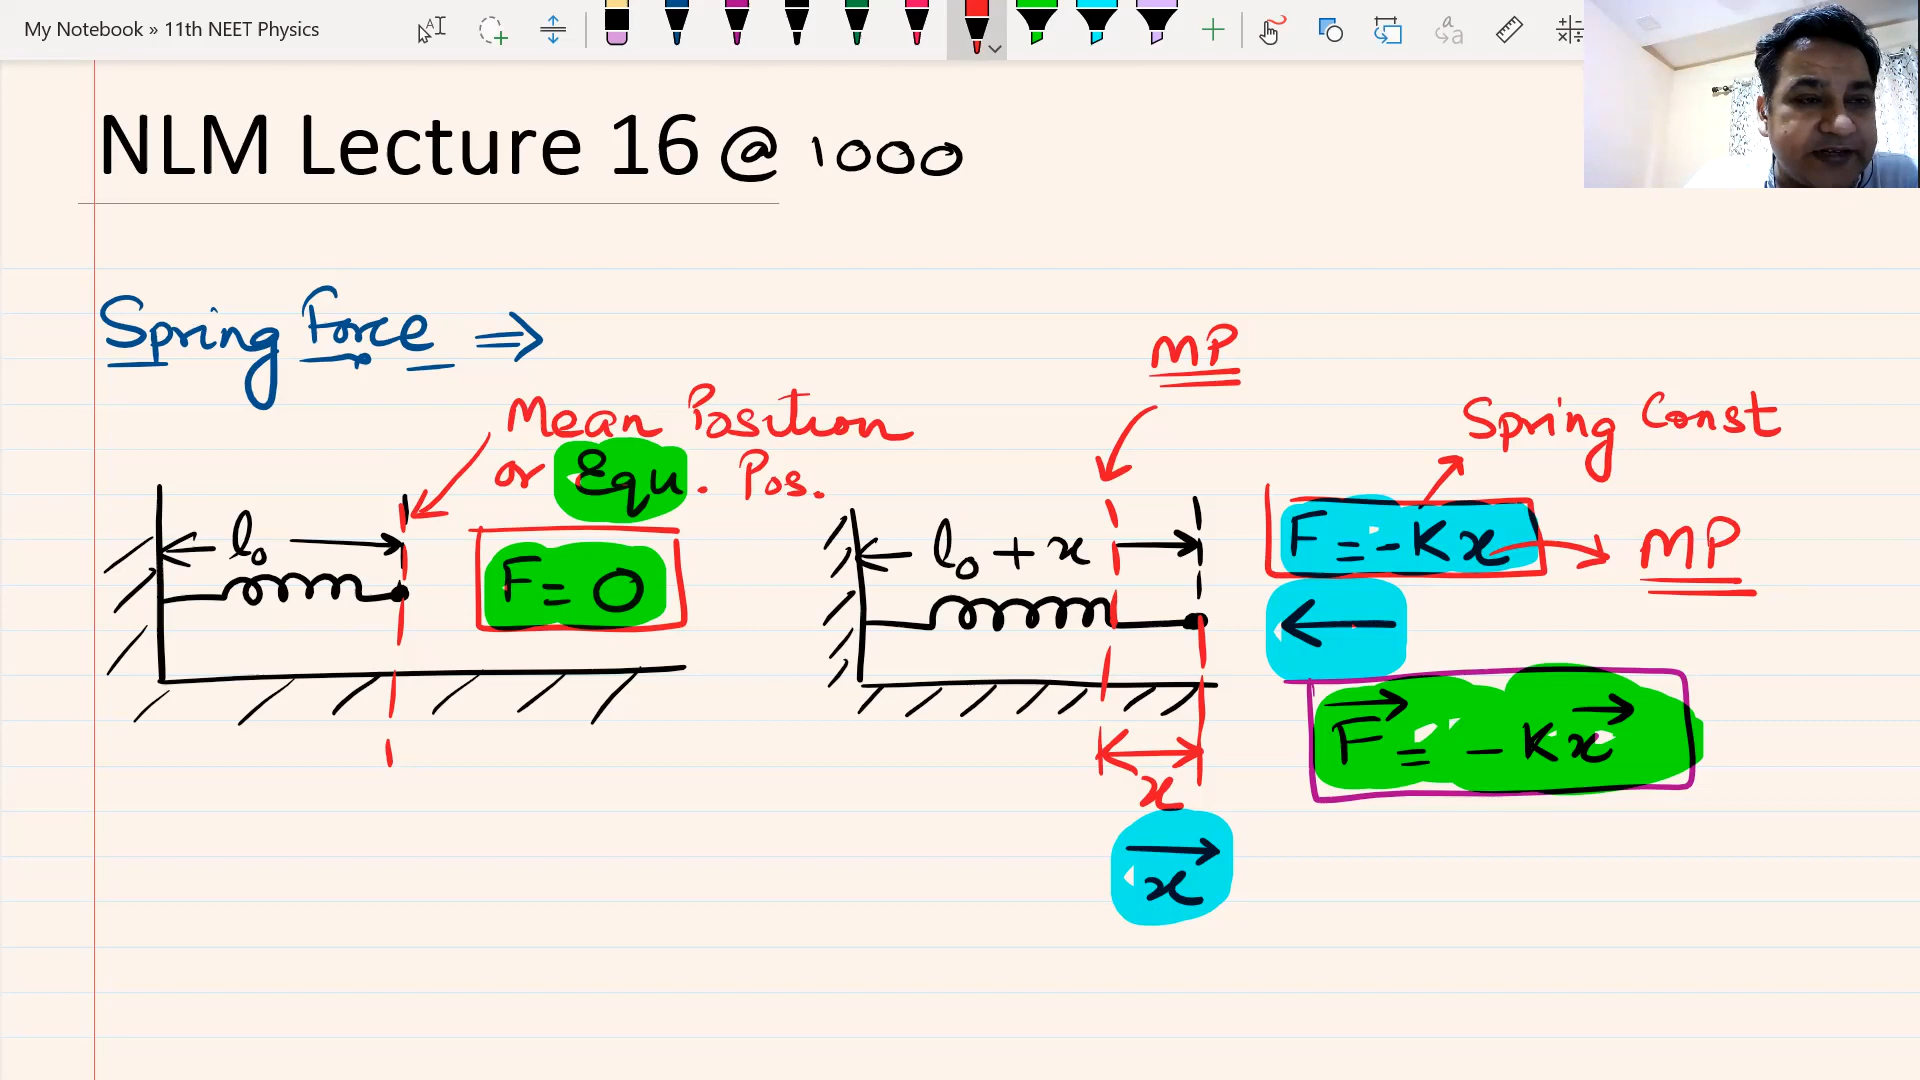 My Notebook » 11th NEET Physics
NLM Lecture 16 @ 1000
Spring Force ⇒
Mean Position
or Equ. Pos.
l₀
F = 0
MP
l₀ + x
x
x⃗
Spring Const
F = -Kx
MP
F⃗ = -Kx⃗